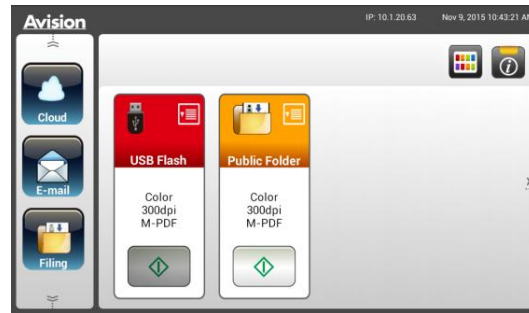 Avision
IP: 10.1.20.63
Nov 9, 2015 10:43:21 AM
Cloud
E-mail
Filing
USB Flash
Color
300dpi
M-PDF
Public Folder
Color
300dpi
M-PDF